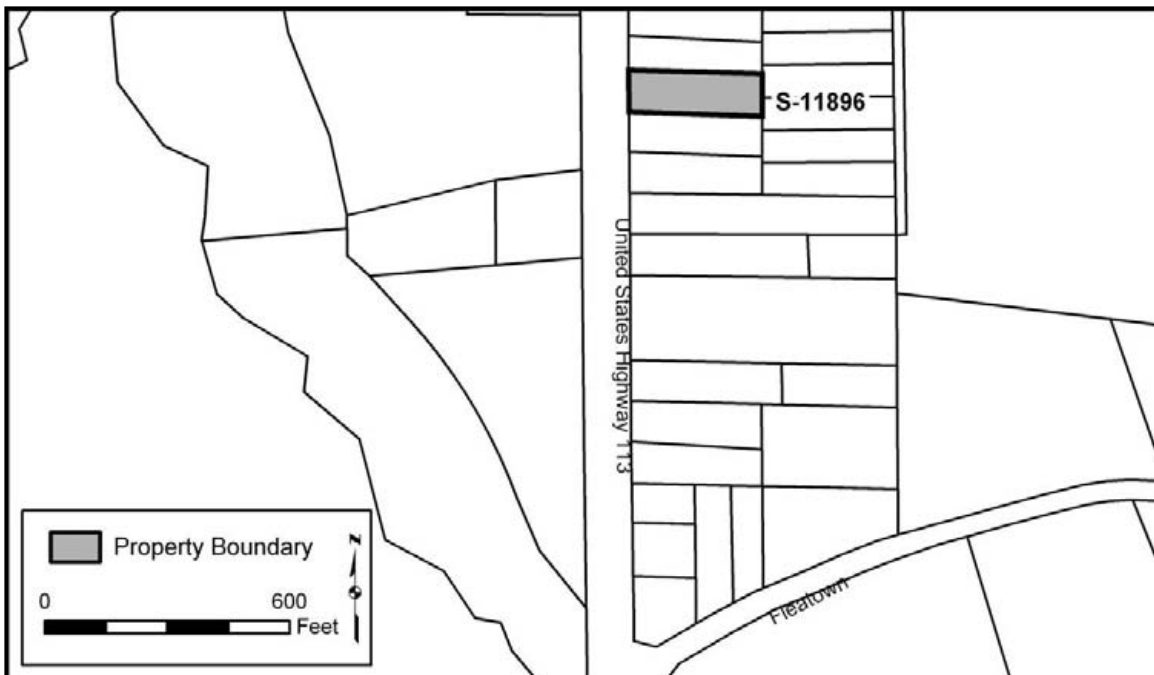 S-11896
United States Highway 113
Fleatown
Property Boundary
N
0 600
Feet